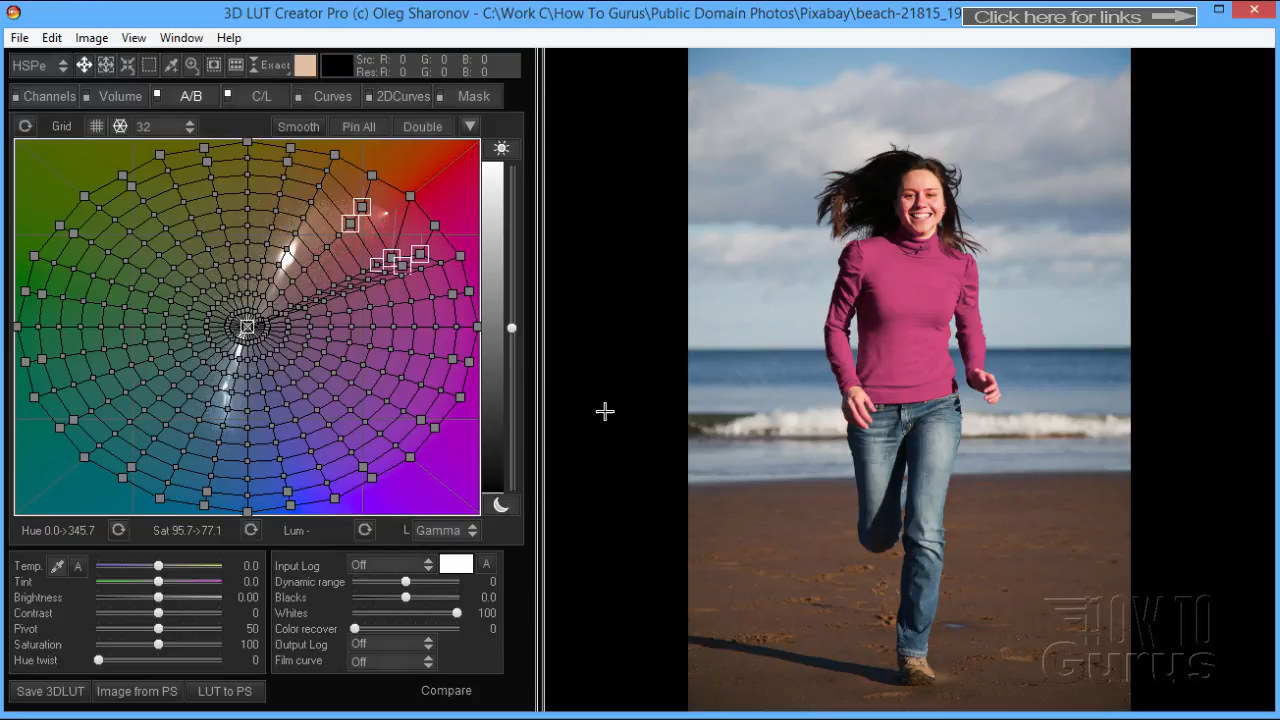 3D LUT Creator Pro (c) Oleg Sharonov - C:\Work C\How To Gurus\Public Domain Photos\Pixabay\beach-21815_19
Click here for links
File Edit Image View Window Help
HSPe Exact Src: R: 0 G: 0 B: 0
Res: R: 0 G: 0 B: 0
Channels Volume A/B C/L Curves 2DCurves Mask
Grid 32 Smooth Pin All Double
Hue 0.0->345.7 Sat 95.7->77.1 Lum - L Gamma
Temp. A 0.0 Input Log Off A
Tint 0.0 Dynamic range 0
Brightness 0.00 Blacks 0.0
Contrast 0 Whites 100
Pivot 50 Color recover 0
Saturation 100 Output Log Off
Hue twist 0 Film curve Off
Save 3DLUT Image from PS LUT to PS Compare
HOW TO
Gurus